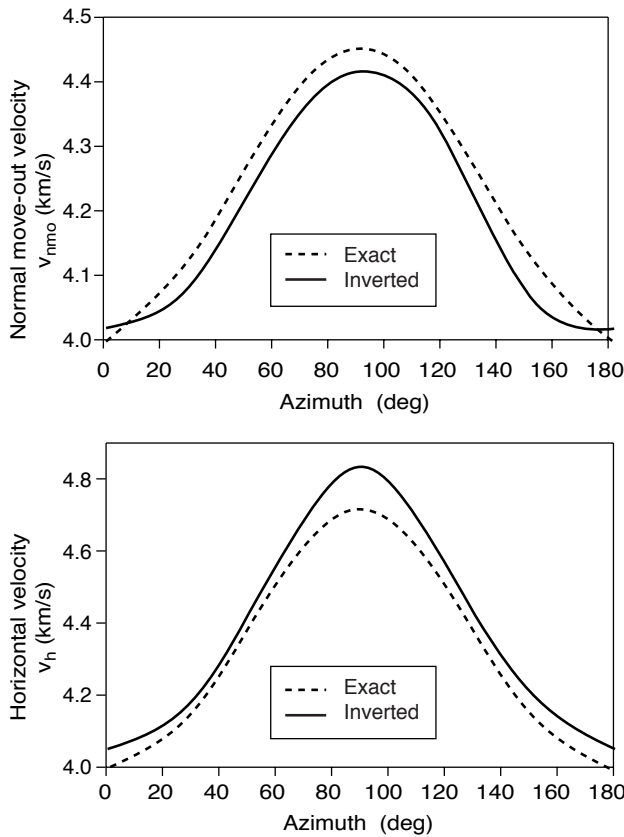 4.5
4.4
4.3
4.2
4.1
4.0
Normal move-out velocity
v_nmo (km/s)
Exact
Inverted
0 20 40 60 80 100 120 140 160 180
Azimuth (deg)
4.8
4.6
4.4
4.2
4.0
Horizontal velocity
v_h (km/s)
Exact
Inverted
0 20 40 60 80 100 120 140 160 180
Azimuth (deg)